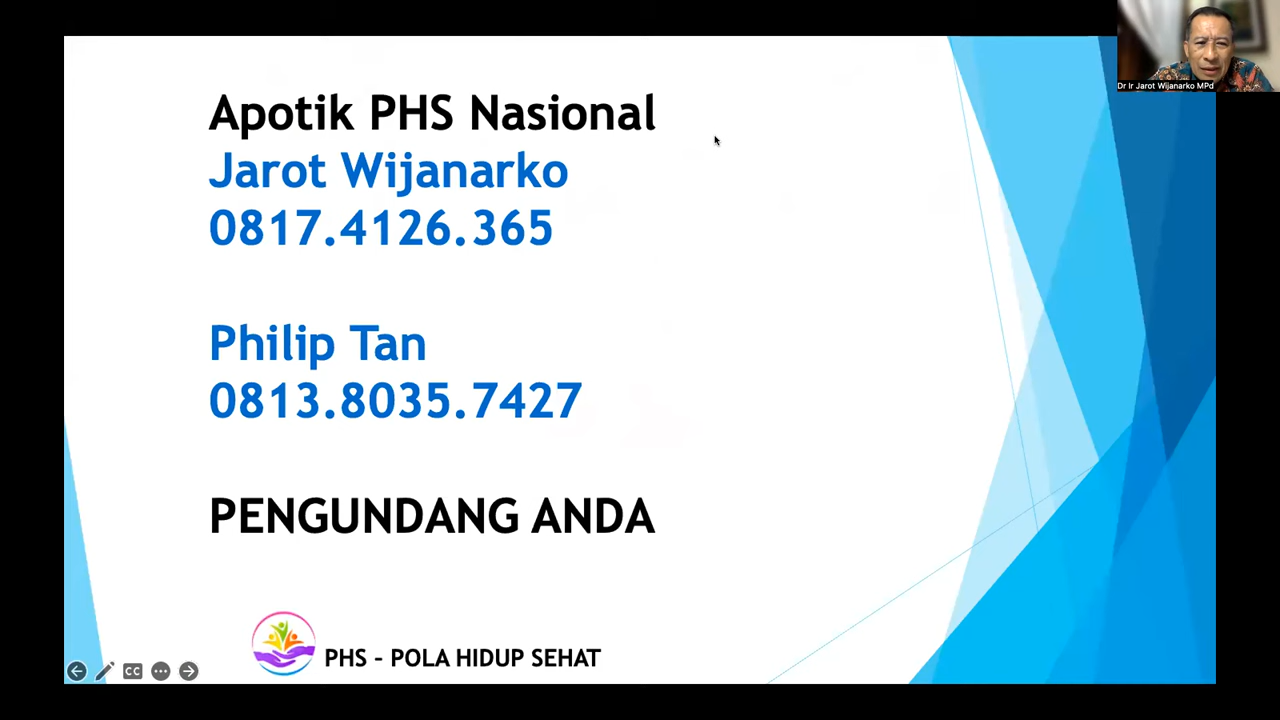 Apotik PHS Nasional
Jarot Wijanarko
0817.4126.365
Philip Tan
0813.8035.7427
PENGUNDANG ANDA
PHS - POLA HIDUP SEHAT
Dr Ir Jarot Wijanarko MPd
CC